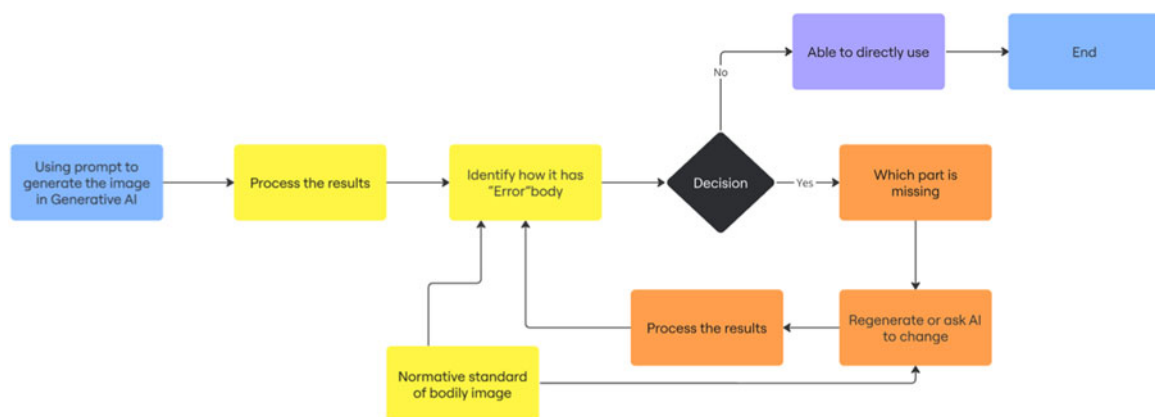 Able to directly use
End
No
Using prompt to
generate the image
in Generative AI
Process the results
Identify how it has
“Error“body
Decision
Yes
Which part is
missing
Process the results
Regenerate or ask AI
to change
Normative standard
of bodily image